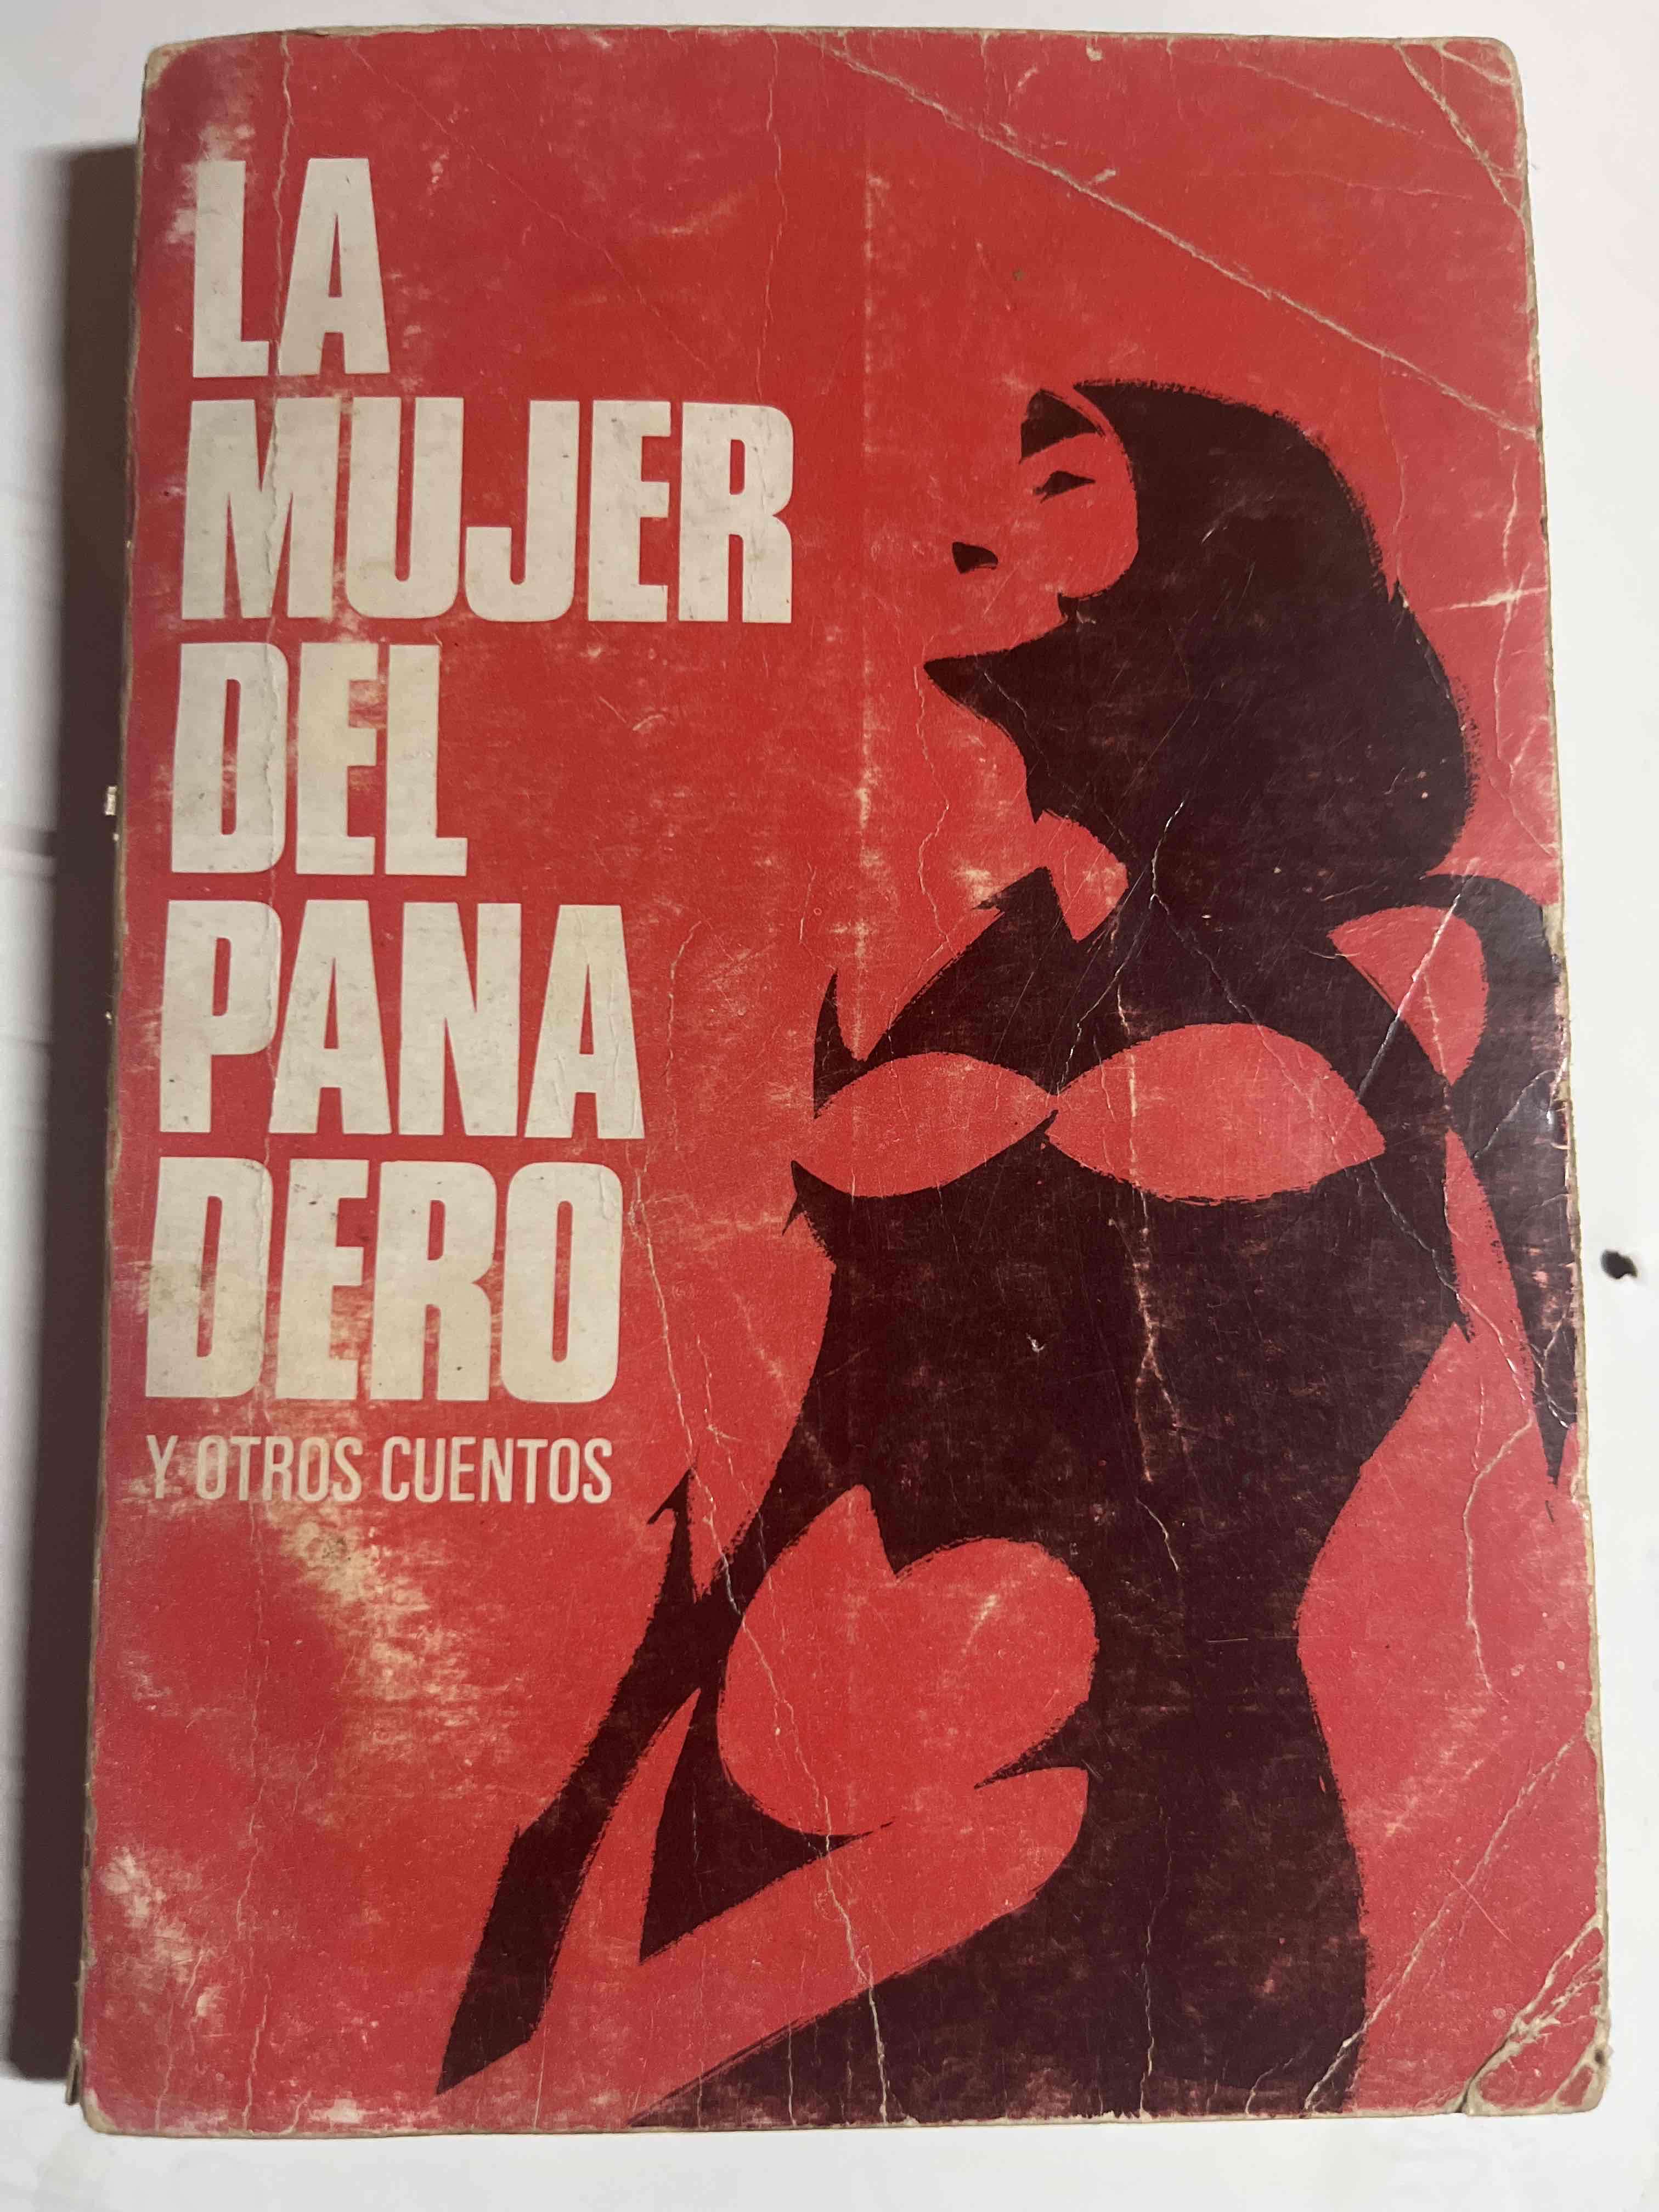 LA
MUJER
DEL
PANA
DERO
Y OTROS CUENTOS